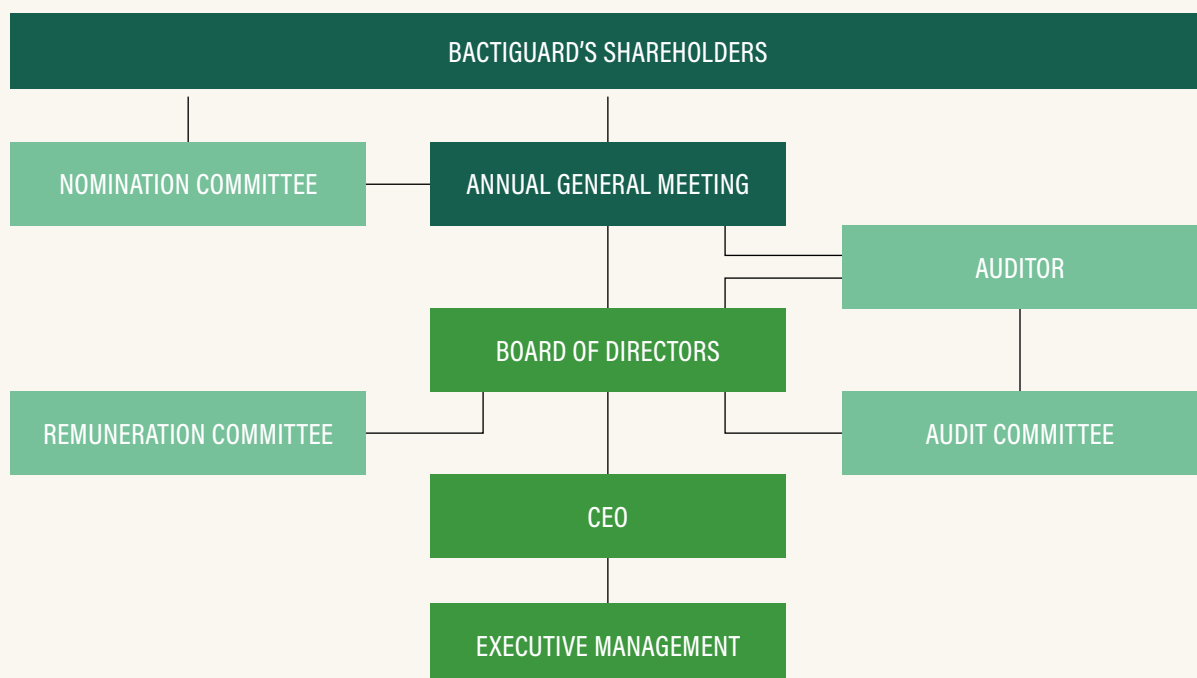 BACTIGUARD’S SHAREHOLDERS
NOMINATION COMMITTEE
ANNUAL GENERAL MEETING
AUDITOR
BOARD OF DIRECTORS
REMUNERATION COMMITTEE
AUDIT COMMITTEE
CEO
EXECUTIVE MANAGEMENT